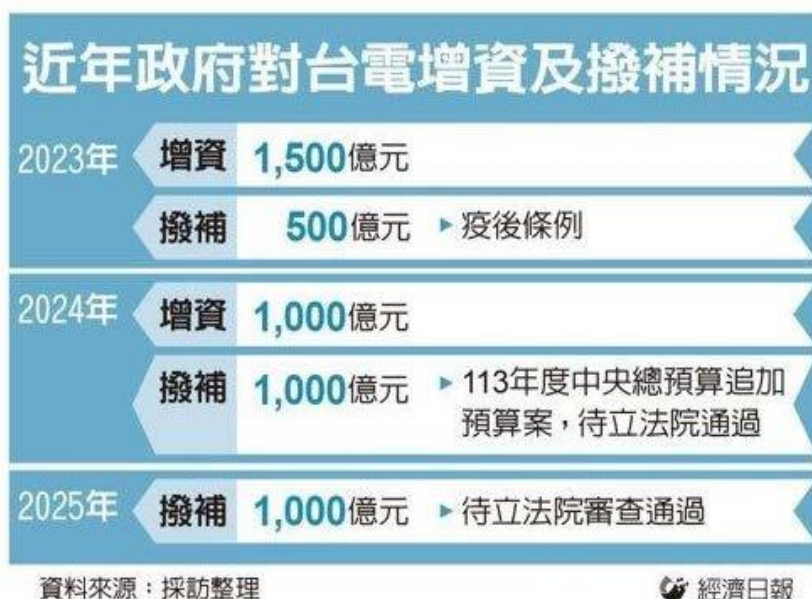 近年政府對台電增資及撥補情況
2023年 增資 1,500億元
撥補 500億元 ▸疫後條例
2024年 增資 1,000億元
撥補 1,000億元 ▸113年度中央總預算追加
預算案，待立法院通過
2025年 撥補 1,000億元 ▸待立法院審查通過
資料來源：採訪整理 經濟日報